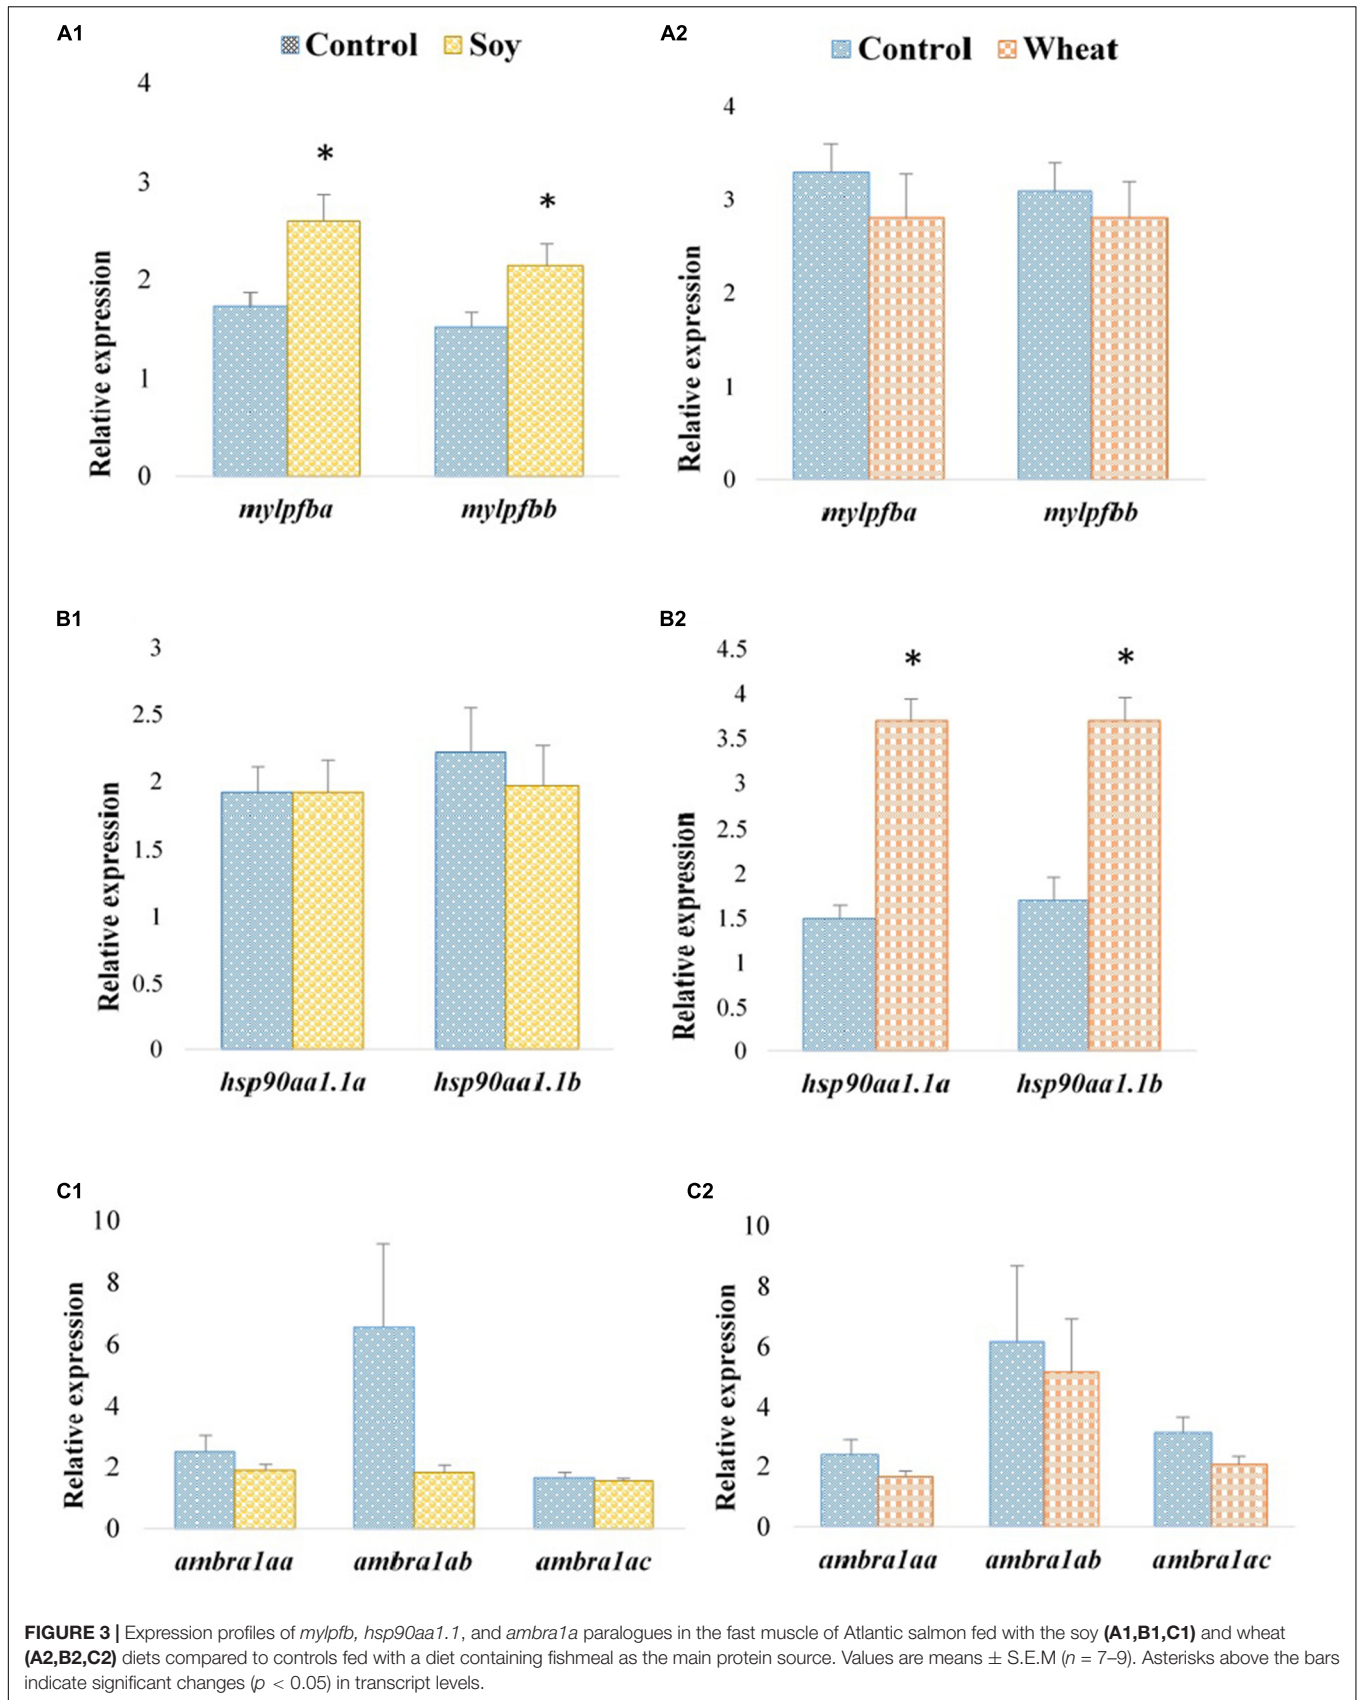 A1
Control Soy
4
3
*
*
2
1
0
Relative expression
mylpfba mylpfbb
A2
Control Wheat
4
3
2
1
0
Relative expression
mylpfba mylpfbb
B1
3
2.5
2
1.5
1
0.5
0
Relative expression
hsp90aa1.1a hsp90aa1.1b
B2
4.5
* *
4
3.5
3
2.5
2
1.5
1
0.5
0
Relative expression
hsp90aa1.1a hsp90aa1.1b
C1
10
8
6
4
2
0
Relative expression
ambra1aa ambra1ab ambra1ac
C2
10
8
6
4
2
0
Relative expression
ambra1aa ambra1ab ambra1ac
FIGURE 3 | Expression profiles of mylpfb, hsp90aa1.1, and ambra1a paralogues in the fast muscle of Atlantic salmon fed with the soy (A1,B1,C1) and wheat
(A2,B2,C2) diets compared to controls fed with a diet containing fishmeal as the main protein source. Values are means ± S.E.M (n = 7–9). Asterisks above the bars
indicate significant changes (p < 0.05) in transcript levels.